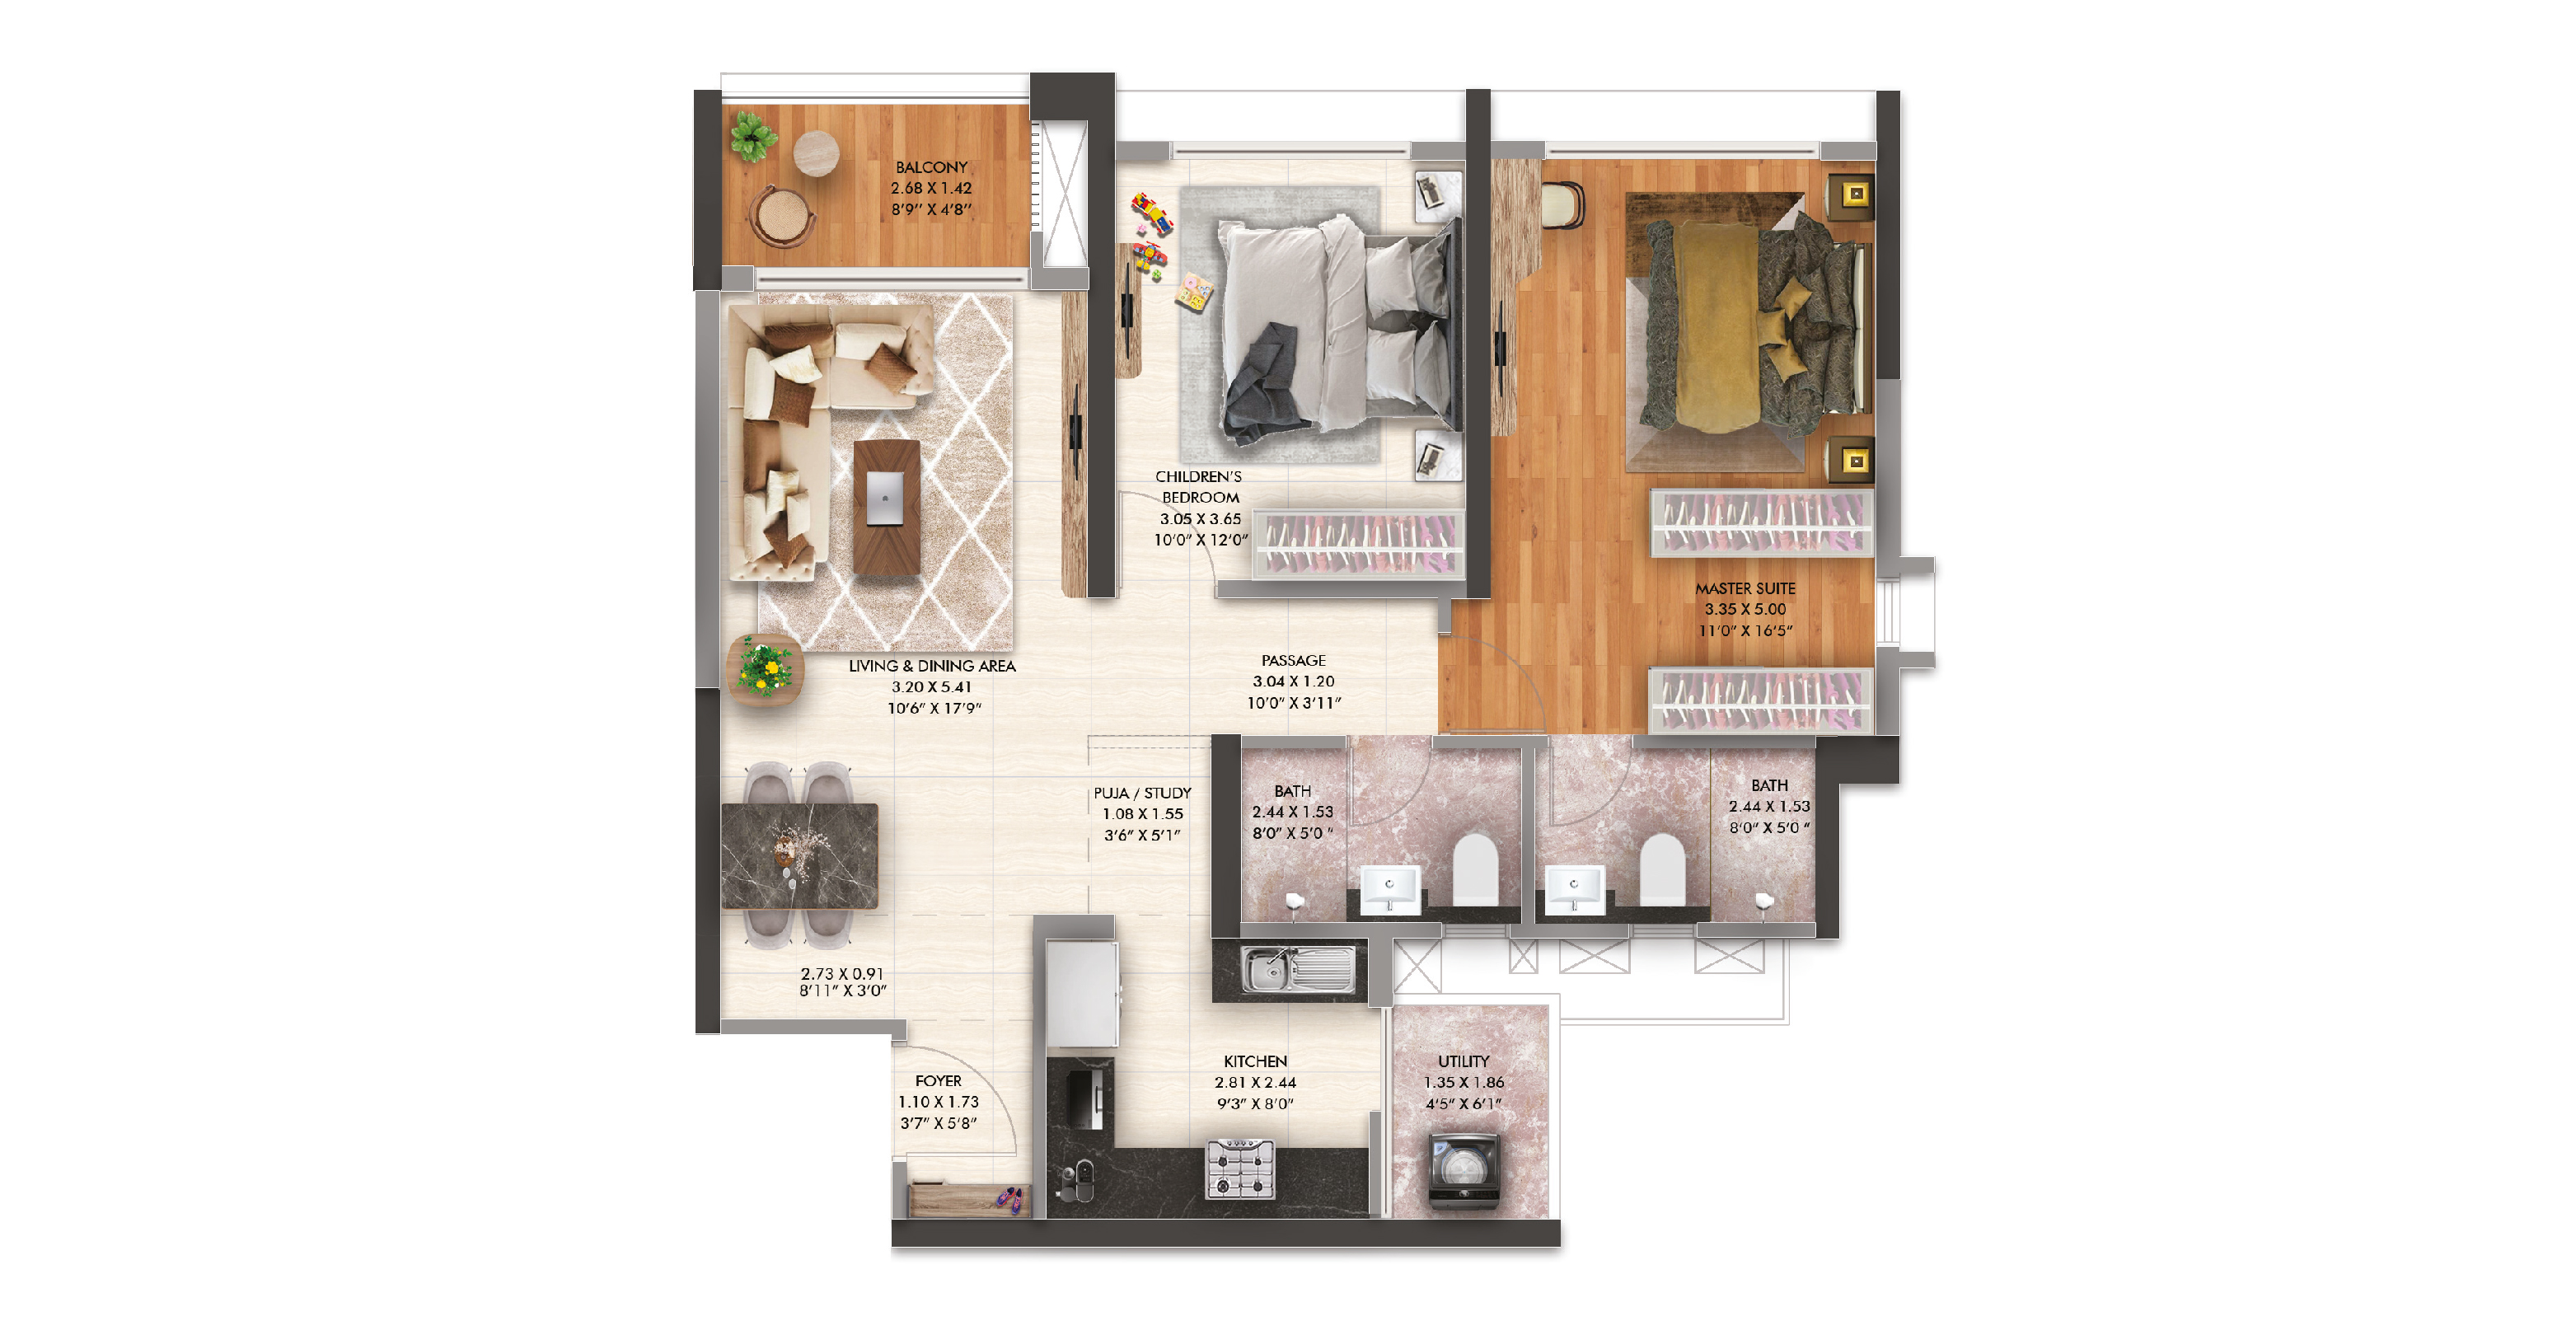 BALCONY
2.68 X 1.42
8'9'' X 4'8''
CHILDREN'S
BEDROOM
3.05 X 3.65
10'0" X 12'0"
MASTER SUITE
3.35 X 5.00
11'0" X 16'5"
LIVING & DINING AREA
3.20 X 5.41
10'6" X 17'9"
PASSAGE
3.04 X 1.20
10'0" X 3'11"
PUJA / STUDY
1.08 X 1.55
3'6" X 5'1"
BATH
2.44 X 1.53
8'0" X 5'0 "
BATH
2.44 X 1.53
8'0" X 5'0 "
2.73 X 0.91
8'11" X 3'0"
FOYER
1.10 X 1.73
3'7" X 5'8"
KITCHEN
2.81 X 2.44
9'3" X 8'0"
UTILITY
1.35 X 1.86
4'5" X 6'1"